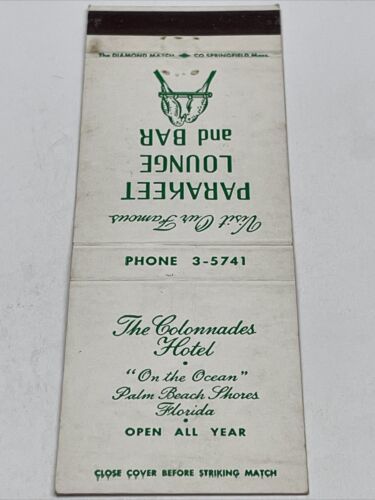 The DIAMOND MATCH CO. SPRINGFIELD Mass.
Visit Our Famous
PARAKEET
LOUNGE
and BAR
PHONE 3-5741
The Colonnades
Hotel
"On the Ocean"
Palm Beach Shores
Florida
OPEN ALL YEAR
CLOSE COVER BEFORE STRIKING MATCH